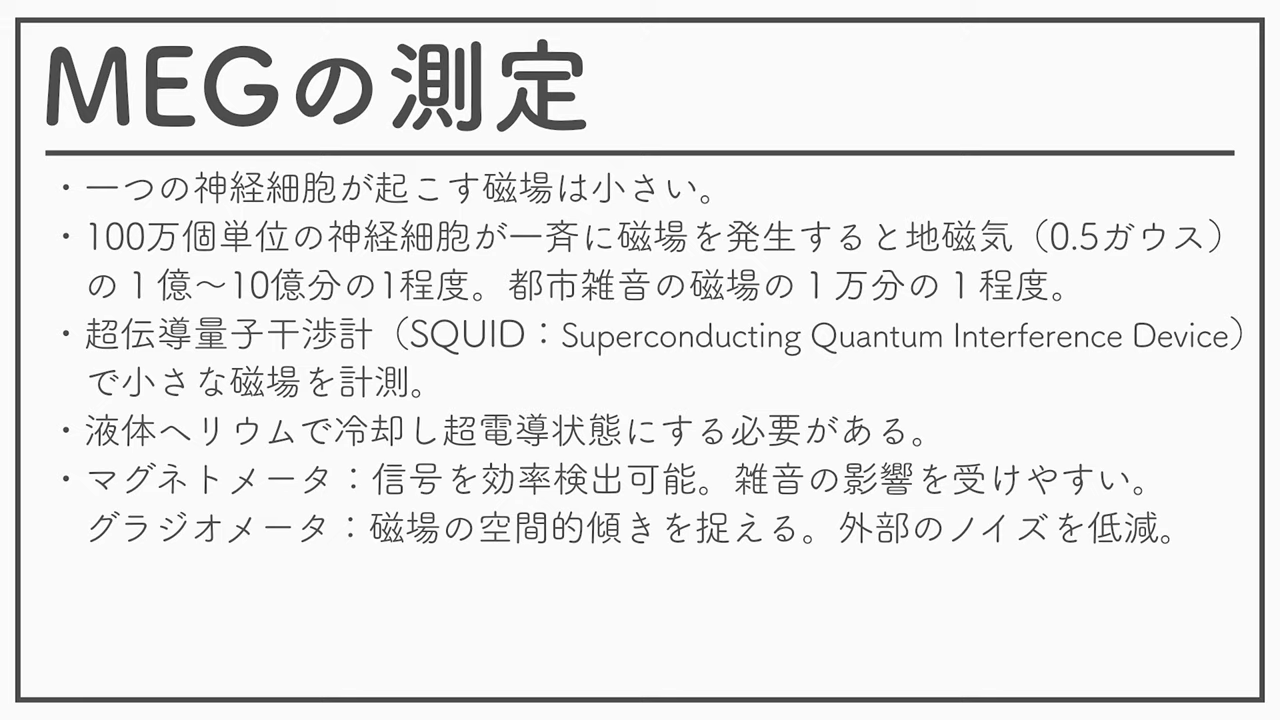 MEGの測定
・一つの神経細胞が起こす磁場は小さい。
・100万個単位の神経細胞が一斉に磁場を発生すると地磁気（0.5ガウス）
の１億～10億分の1程度。都市雑音の磁場の１万分の１程度。
・超伝導量子干渉計（SQUID：Superconducting Quantum Interference Device）
で小さな磁場を計測。
・液体ヘリウムで冷却し超電導状態にする必要がある。
・マグネトメータ：信号を効率検出可能。雑音の影響を受けやすい。
グラジオメータ：磁場の空間的傾きを捉える。外部のノイズを低減。